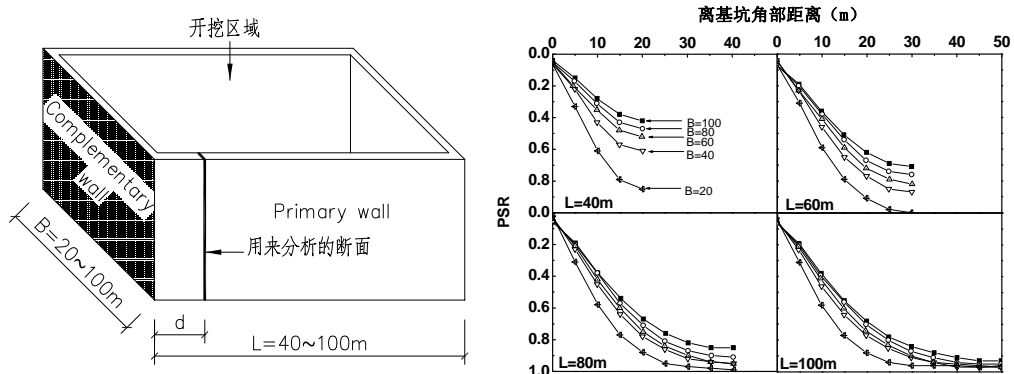 开挖区域
Complementary
wall
Primary wall
用来分析的断面
B=20~100m
d
L=40~100m
离基坑角部距离（m）
0 10 20 30 40 0 10 20 30 40 50
PSR
0.0
0.2
0.4
0.6
0.8
0.0
0.2
0.4
0.6
0.8
1.0
B=100
B=80
B=60
B=40
B=20
L=40m
L=60m
L=80m
L=100m